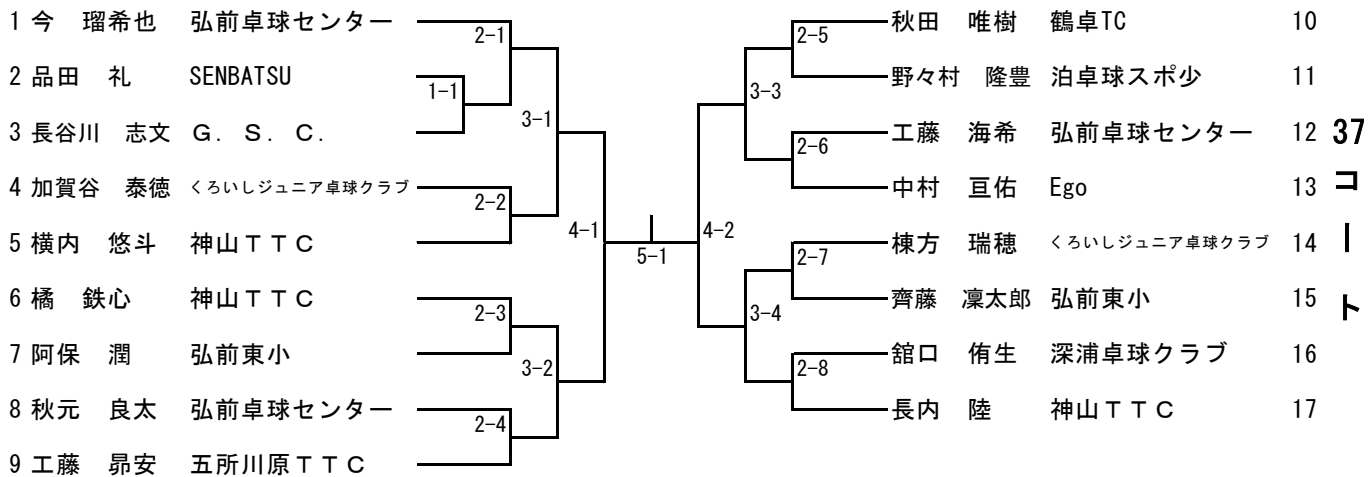 1 今　瑠希也　弘前卓球センター
2-1
2 品田　礼　SENBATSU
1-1
3 長谷川　志文　Ｇ．Ｓ．Ｃ．
3-1
4 加賀谷　泰徳　くろいしジュニア卓球クラブ
2-2
5 横内　悠斗　神山ＴＴＣ
4-1
6 橘　鉄心　神山ＴＴＣ
2-3
7 阿保　潤　弘前東小
3-2
8 秋元　良太　弘前卓球センター
2-4
9 工藤　昴安　五所川原ＴＴＣ
5-1
秋田　唯樹　鶴卓TC　10
2-5
野々村　隆豊　泊卓球スポ少　11
3-3
工藤　海希　弘前卓球センター　12
2-6
中村　亘佑　Ego　13
4-2
棟方　瑞穂　くろいしジュニア卓球クラブ　14
2-7
齊藤　凜太郎　弘前東小　15
3-4
舘口　侑生　深浦卓球クラブ　16
2-8
長内　陸　神山ＴＴＣ　17
37コート